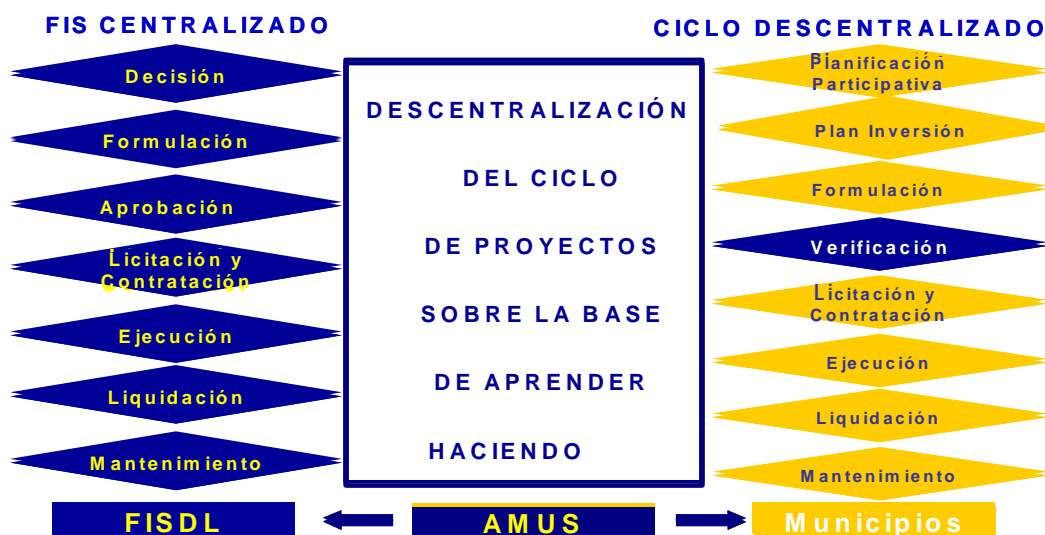 FIS CENTRALIZADO
Decisión
Formulación
Aprobación
Licitación y
Contratación
Ejecución
Liquidación
Mantenimiento
FISDL
DESCENTRALIZACIÓN
DEL CICLO
DE PROYECTOS
SOBRE LA BASE
DE APRENDER
HACIENDO
AMUS
CICLO DESCENTRALIZADO
Planificación
Participativa
Plan Inversión
Formulación
Verificación
Licitación y
Contratación
Ejecución
Liquidación
Mantenimiento
Municipios